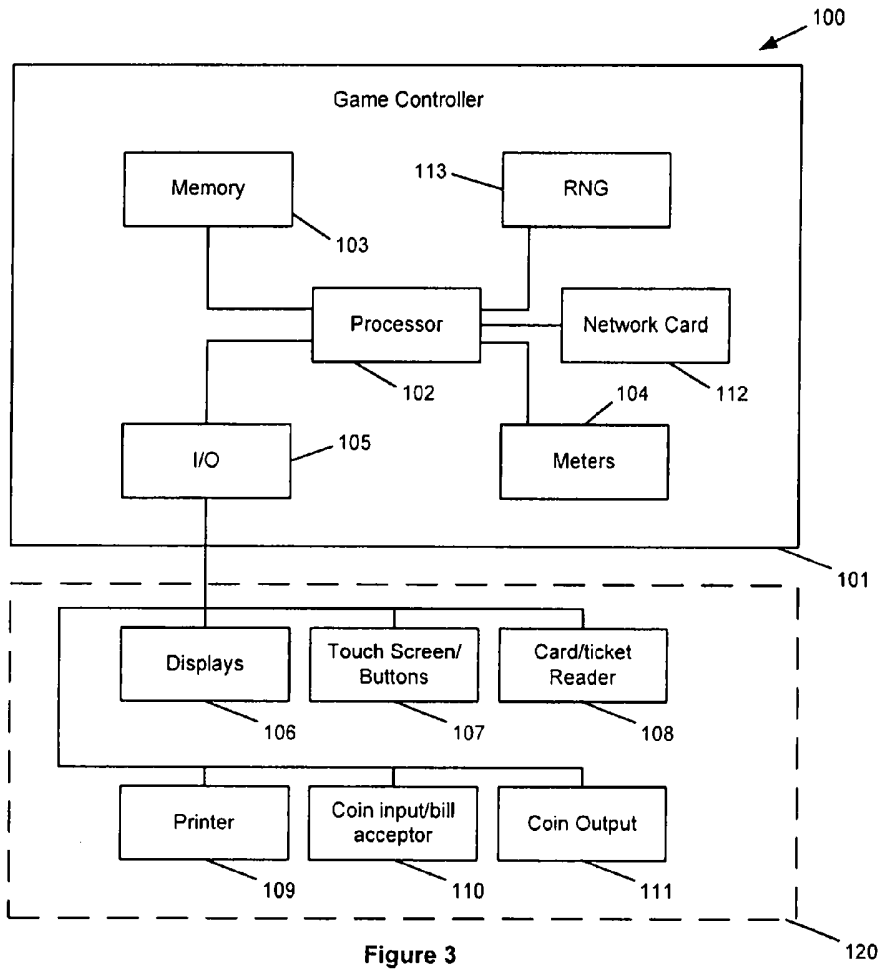 100
Game Controller
Memory
103
113
RNG
Processor
102
Network Card
112
I/O
105
104
Meters
101
Displays
106
Touch Screen/
Buttons
107
Card/ticket
Reader
108
Printer
109
Coin input/bill
acceptor
110
Coin Output
111
120
Figure 3